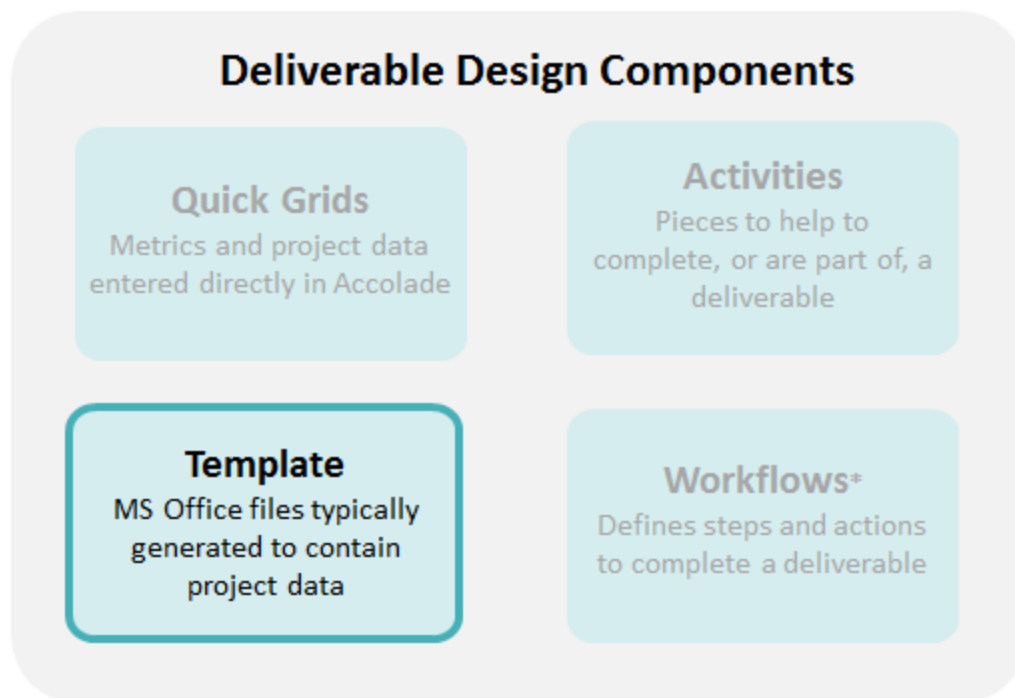 Deliverable Design Components
Quick Grids
Metrics and project data
entered directly in Accolade
Activities
Pieces to help to
complete, or are part of, a
deliverable
Template
MS Office files typically
generated to contain
project data
Workflows*
Defines steps and actions
to complete a deliverable